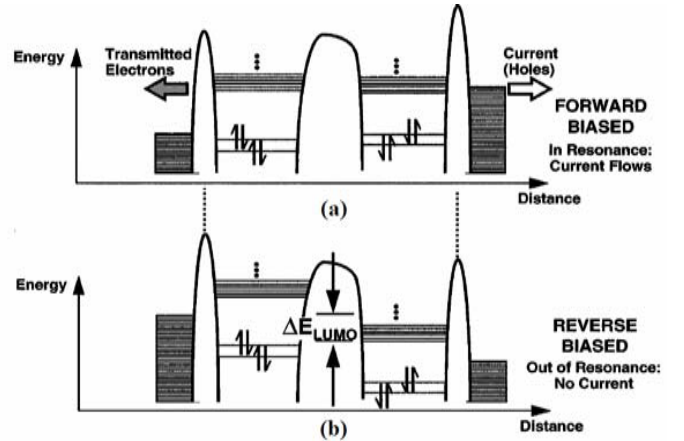 Energy
Transmitted
Electrons
Current
(Holes)
FORWARD
BIASED
In Resonance:
Current Flows
Distance
(a)
Energy
ΔE LUMO
REVERSE
BIASED
Out of Resonance:
No Current
Distance
(b)